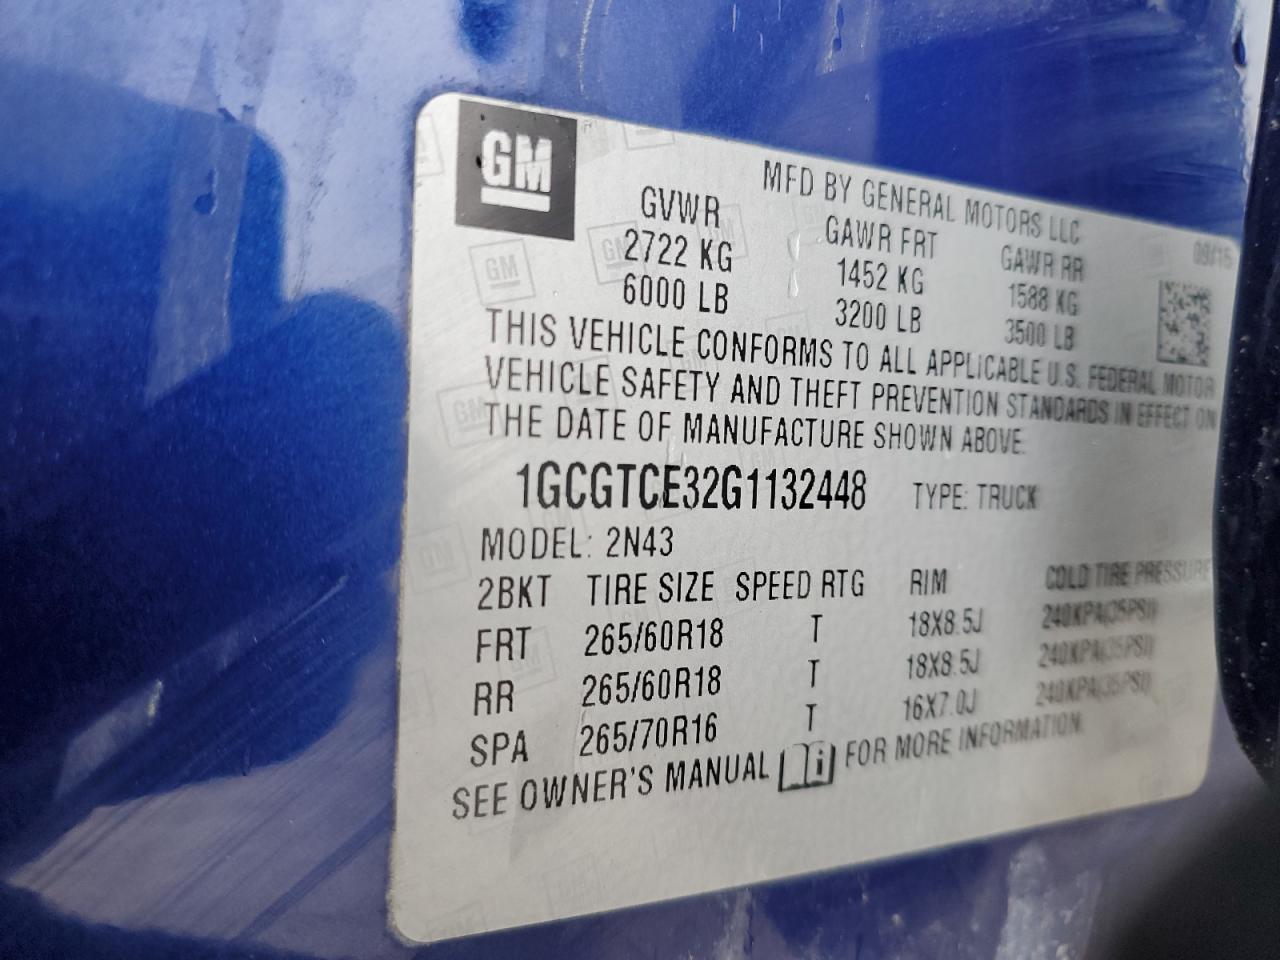 GM
MFD BY GENERAL MOTORS LLC
09/15
GVWR GAWR FRT GAWR RR
2722 KG 1452 KG 1588 KG
6000 LB 3200 LB 3500 LB
THIS VEHICLE CONFORMS TO ALL APPLICABLE U.S. FEDERAL MOTOR
VEHICLE SAFETY AND THEFT PREVENTION STANDARDS IN EFFECT ON
THE DATE OF MANUFACTURE SHOWN ABOVE.
1GCGTCE32G1132448 TYPE: TRUCK
MODEL: 2N43
2BKT TIRE SIZE SPEED RTG RIM COLD TIRE PRESSURE
FRT 265/60R18 T 18X8.5J 240KPA(35PSI)
RR 265/60R18 T 18X8.5J 240KPA(35PSI)
SPA 265/70R16 T 16X7.0J 240KPA(35PSI)
SEE OWNER'S MANUAL i FOR MORE INFORMATION.